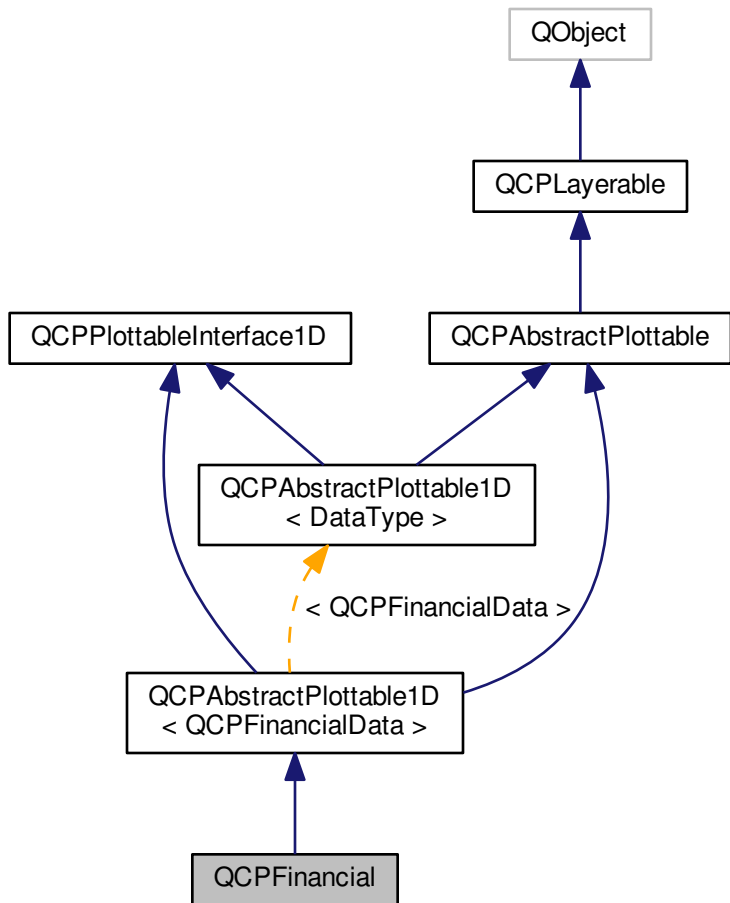 QObject
QCPLayerable
QCPPlottableInterface1D
QCPAbstractPlottable
QCPAbstractPlottable1D
< DataType >
< QCPFinancialData >
QCPAbstractPlottable1D
< QCPFinancialData >
QCPFinancial